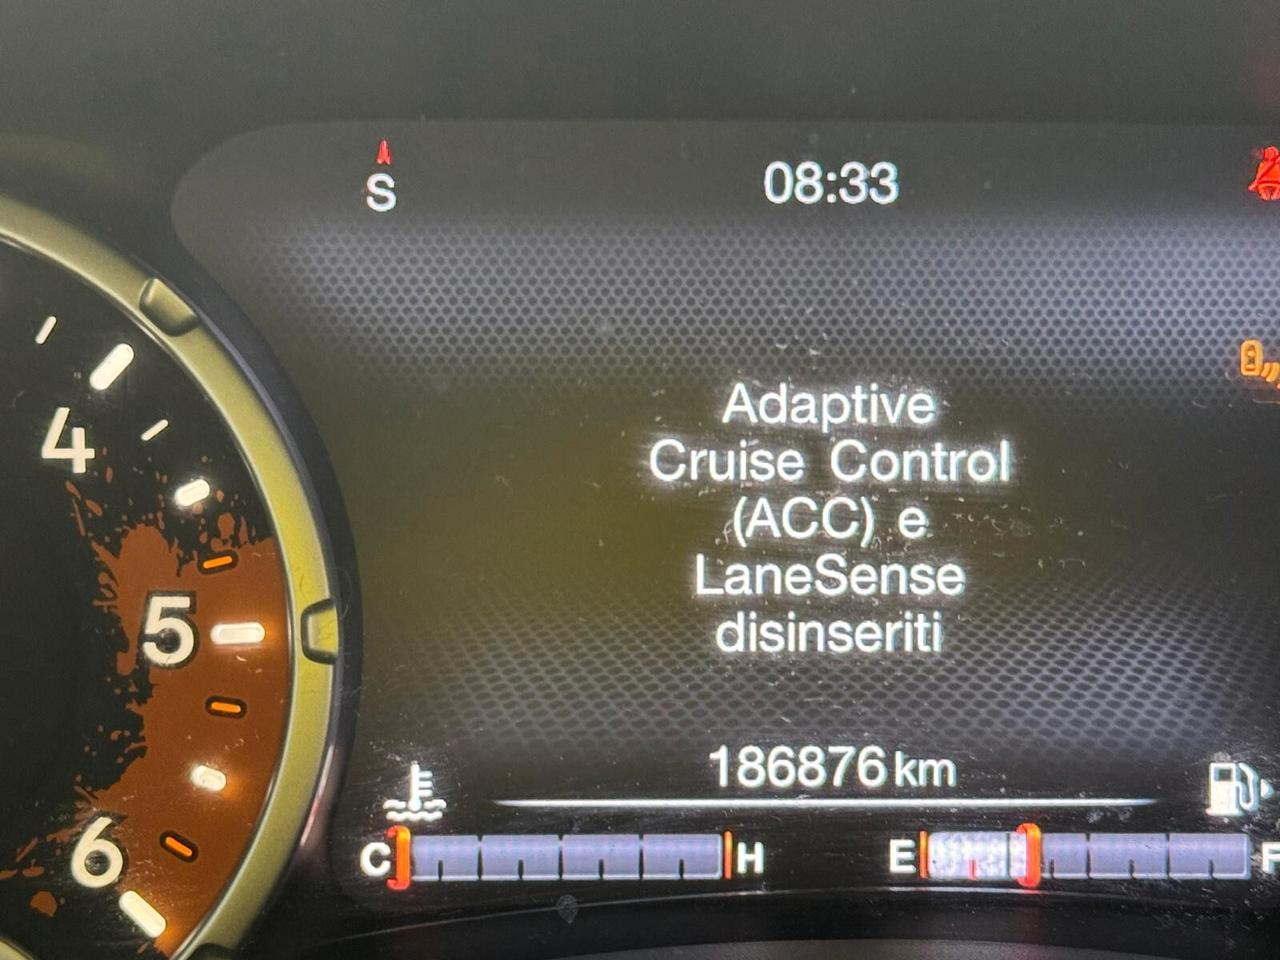 S
08:33
4
Adaptive
Cruise Control
(ACC) e
LaneSense
disinseriti
5
186876 km
6
C H E F